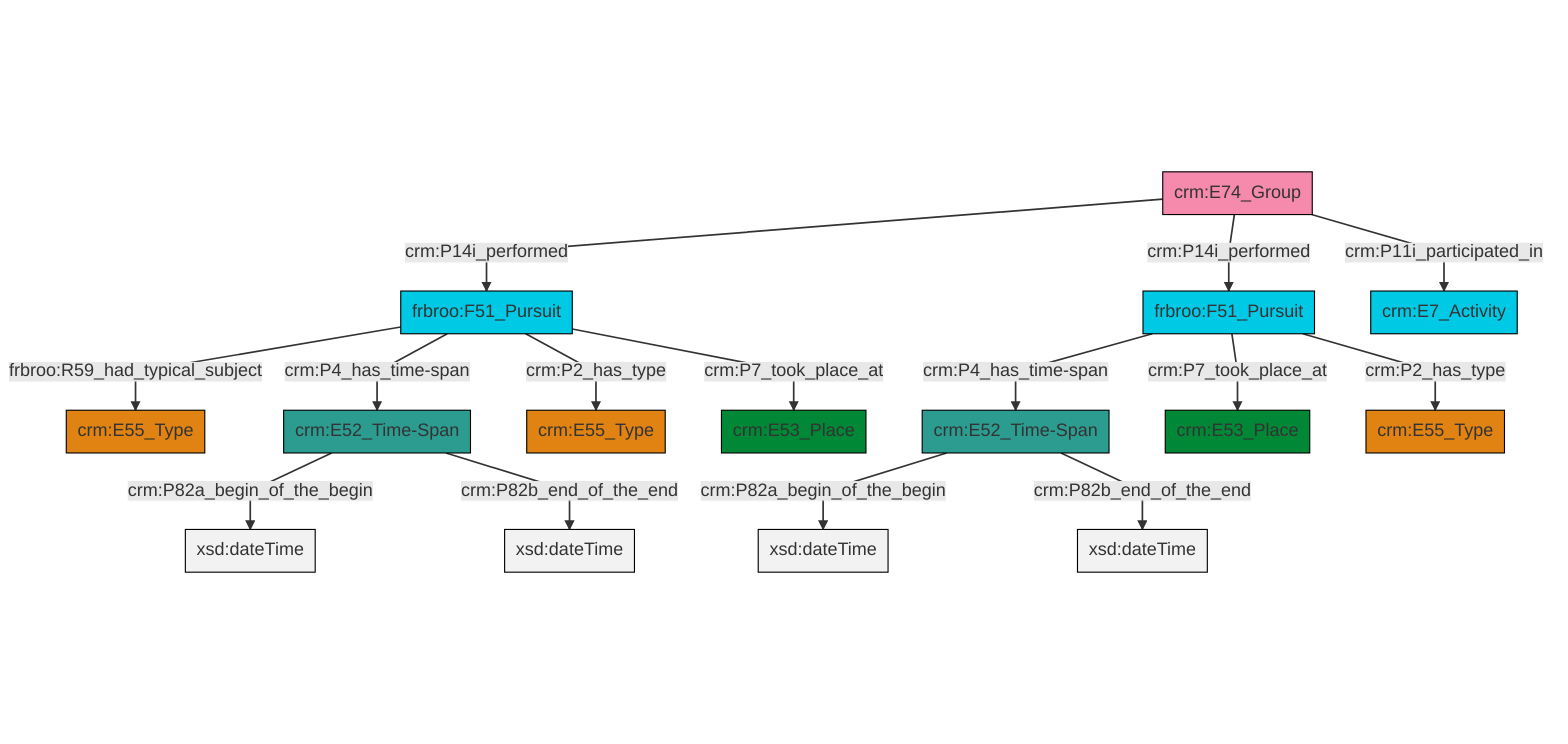 crm:E74_Group
crm:P14i_performed
crm:P14i_performed
crm:P11i_participated_in
frbroo:F51_Pursuit
frbroo:F51_Pursuit
crm:E7_Activity
frbroo:R59_had_typical_subject
crm:P4_has_time-span
crm:P2_has_type
crm:P7_took_place_at
crm:P4_has_time-span
crm:P7_took_place_at
crm:P2_has_type
crm:E55_Type
crm:E52_Time-Span
crm:E55_Type
crm:E53_Place
crm:E52_Time-Span
crm:E53_Place
crm:E55_Type
crm:P82a_begin_of_the_begin
crm:P82b_end_of_the_end
crm:P82a_begin_of_the_begin
crm:P82b_end_of_the_end
xsd:dateTime
xsd:dateTime
xsd:dateTime
xsd:dateTime